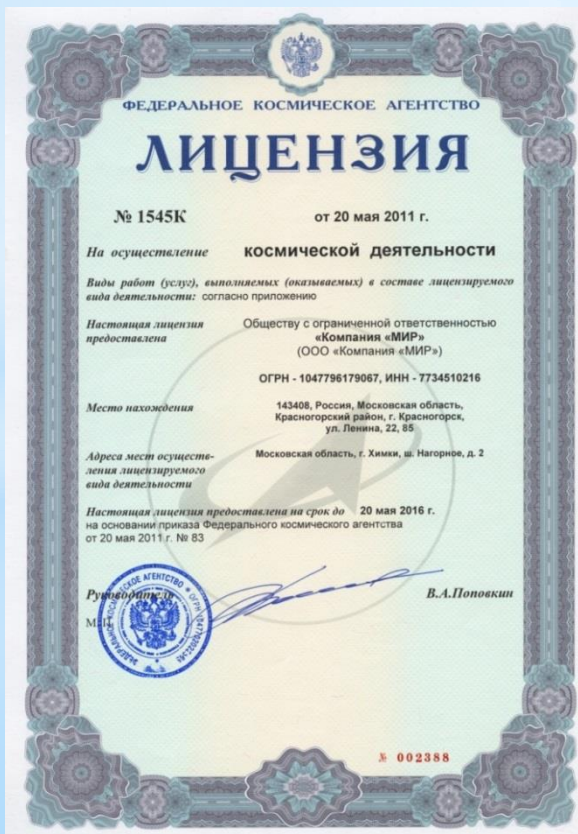 ФЕДЕРАЛЬНОЕ КОСМИЧЕСКОЕ АГЕНТСТВО
ЛИЦЕНЗИЯ
№ 1545К от 20 мая 2011 г.
На осуществление космической деятельности
Виды работ (услуг), выполняемых (оказываемых) в составе лицензируемого
вида деятельности: согласно приложению
Настоящая лицензия
предоставлена
Обществу с ограниченной ответственностью
«Компания «МИР»
(ООО «Компания «МИР»)
ОГРН - 1047796179067, ИНН - 7734510216
Место нахождения
143408, Россия, Московская область,
Красногорский район, г. Красногорск,
ул. Ленина, 22, 85
Адреса мест осуществ-
ления лицензируемого
вида деятельности
Московская область, г. Химки, ш. Нагорное, д. 2
Настоящая лицензия предоставлена на срок до 20 мая 2016 г.
на основании приказа Федерального космического агентства
от 20 мая 2011 г. № 83
Руководитель В.А.Поповкин
М.П.
№ 002388